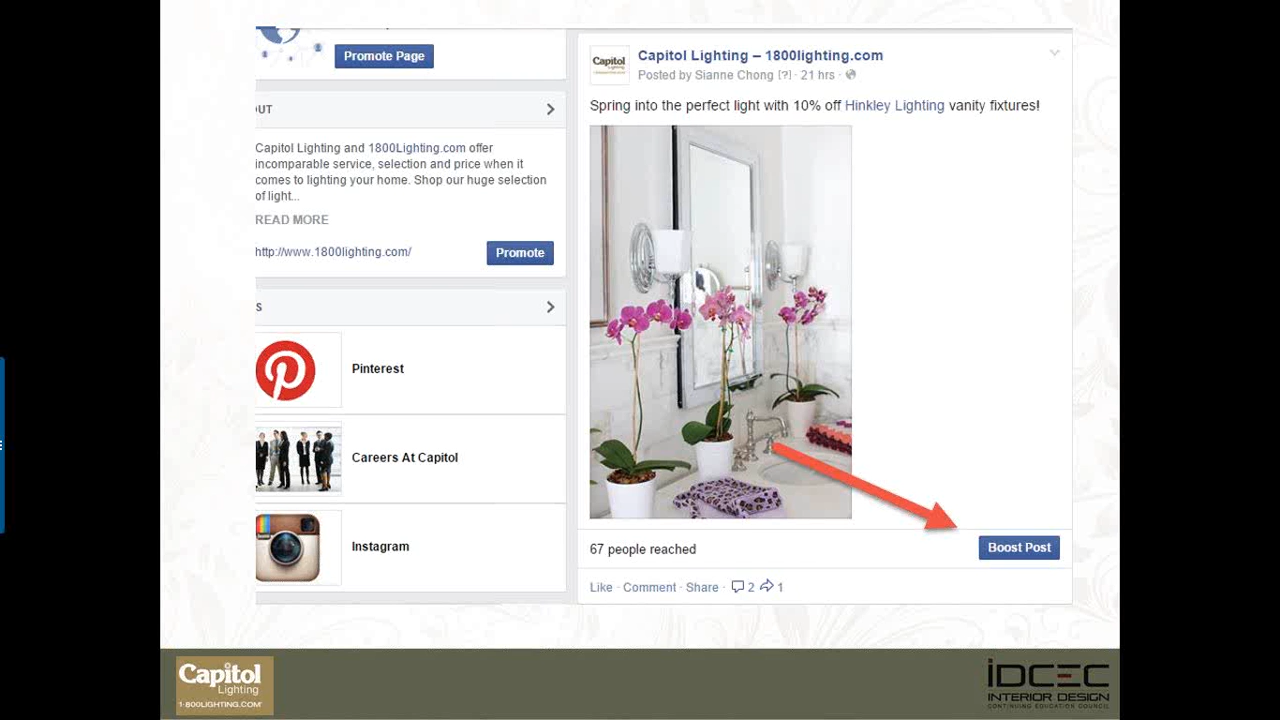 Promote Page
OUT
Capitol Lighting and 1800Lighting.com offer
incomparable service, selection and price when it
comes to lighting your home. Shop our huge selection
of light...
READ MORE
http://www.1800lighting.com/
Promote
S
Pinterest
Careers At Capitol
Instagram
Capitol
Lighting
Capitol Lighting – 1800lighting.com
Posted by Sianne Chong [?] · 21 hrs ·
Spring into the perfect light with 10% off Hinkley Lighting vanity fixtures!
67 people reached
Boost Post
Like · Comment · Share · 2 1
Capitol
Lighting
1·800LIGHTING.COM
IDCEC
INTERIOR DESIGN
CONTINUING EDUCATION COUNCIL